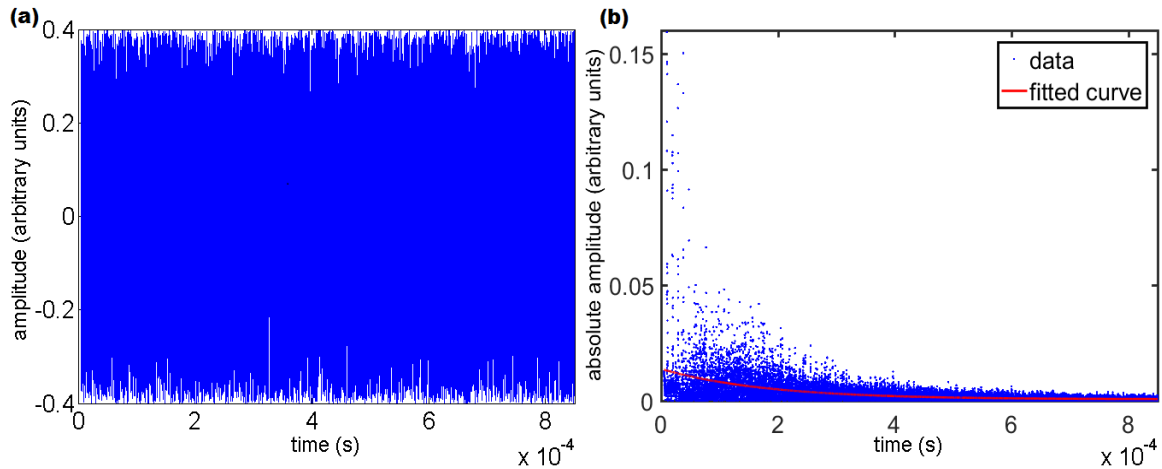 (a)
0.4
0.2
0
-0.2
-0.4
amplitude (arbitrary units)
0 2 4 6 8
time (s)
x 10-4
(b)
0.15
0.1
0.05
0
absolute amplitude (arbitrary units)
data
fitted curve
0 2 4 6 8
time (s)
x 10-4